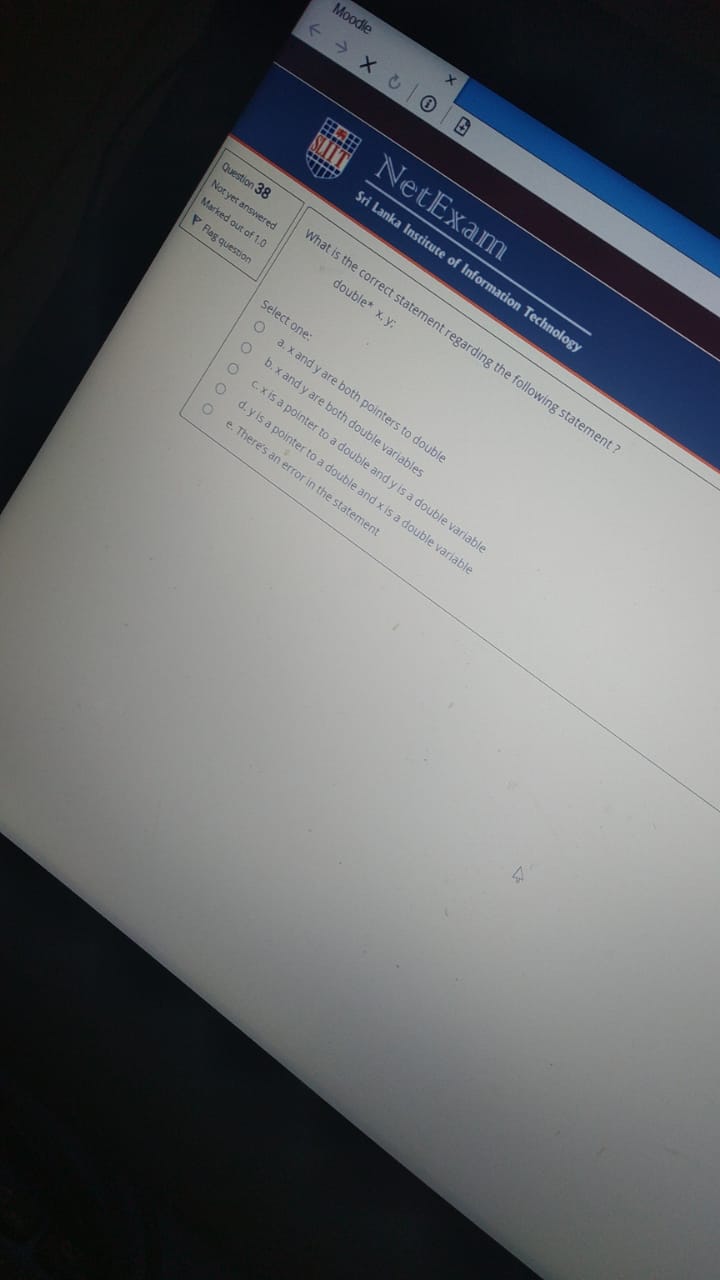 Moodle
SLIIT
NetExam
Sri Lanka Institute of Information Technology
Question 38
Not yet answered
Marked out of 1.0
Flag question
What is the correct statement regarding the following statement ?
double* x, y;
Select one:
a. x and y are both pointers to double
b. x and y are both double variables
c. x is a pointer to a double and y is a double variable
d. y is a pointer to a double and x is a double variable
e. There's an error in the statement